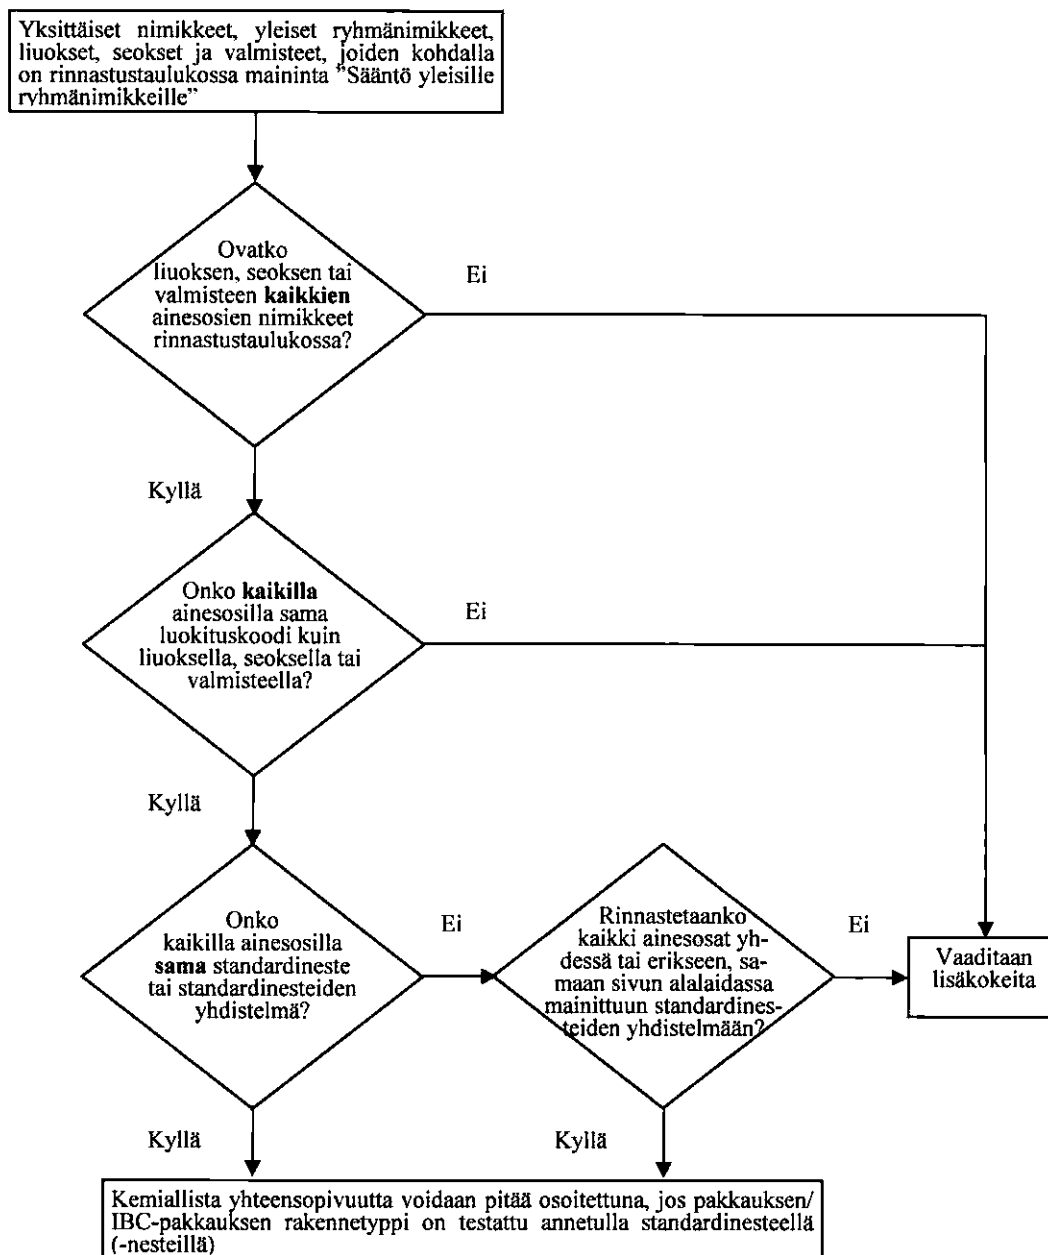 Yksittäiset nimikkeet, yleiset ryhmänimikkeet,
liuokset, seokset ja valmisteet, joiden kohdalla
on rinnastustaulukossa maininta "Sääntö yleisille
ryhmänimikkeille"
Ovatko
liuoksen, seoksen tai
valmisteen kaikkien
ainesosien nimikkeet
rinnastustaulukossa?
Ei
Kyllä
Onko kaikilla
ainesosilla sama
luokituskoodi kuin
liuoksella, seoksella tai
valmisteella?
Ei
Kyllä
Onko
kaikilla ainesosilla
sama standardineste
tai standardinesteiden
yhdistelmä?
Ei
Rinnastetaanko
kaikki ainesosat yh-
dessä tai erikseen, sa-
maan sivun alalaidassa
mainittuun standardines-
teiden yhdistelmään?
Ei
Vaaditaan
lisäkokeita
Kyllä
Kyllä
Kemiallista yhteensopivuutta voidaan pitää osoitettuna, jos pakkauksen/
IBC-pakkauksen rakennetyppi on testattu annetulla standardinesteellä
(-nesteillä)